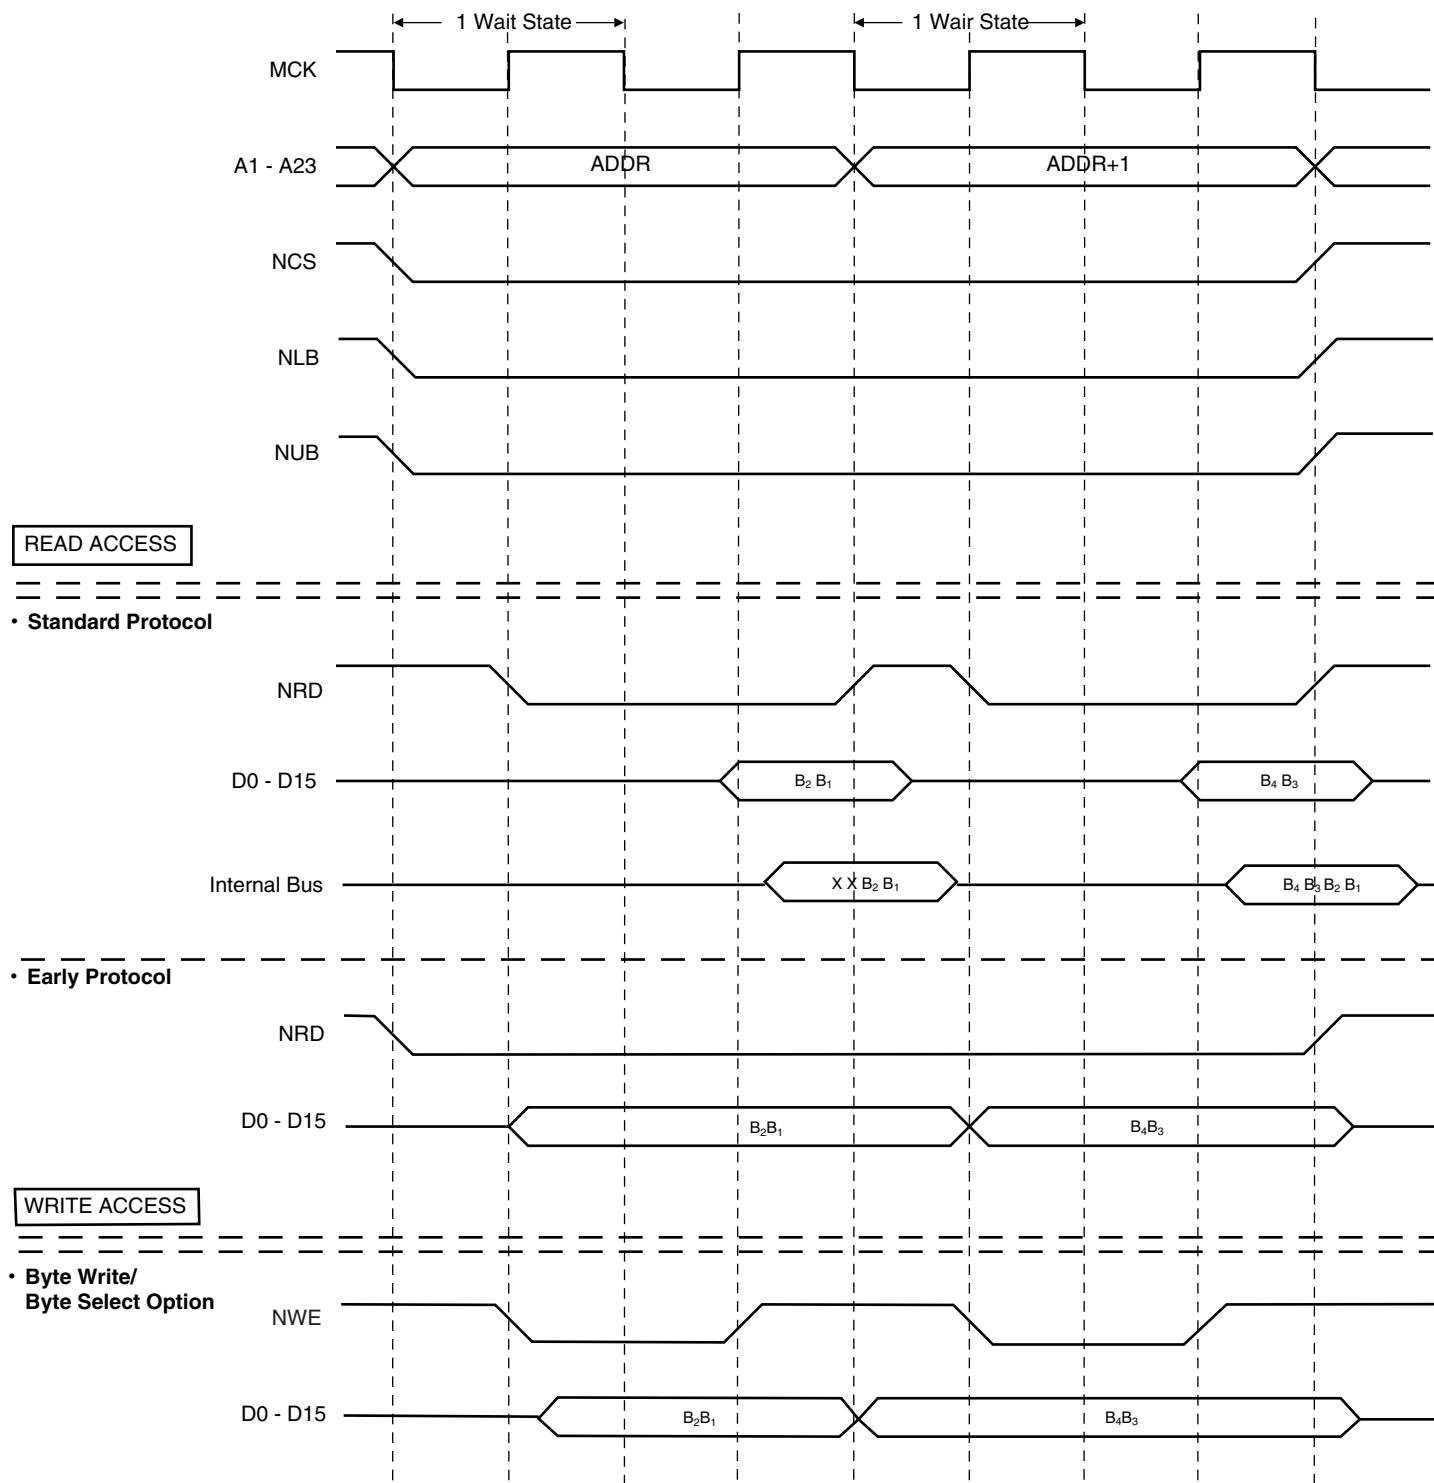 1 Wait State 1 Wair State
MCK
A1 - A23 ADDR ADDR+1
NCS
NLB
NUB
READ ACCESS
• Standard Protocol
NRD
D0 - D15 B₂ B₁ B₄ B₃
Internal Bus X X B₂ B₁ B₄ B₃ B₂ B₁
• Early Protocol
NRD
D0 - D15 B₂B₁ B₄B₃
WRITE ACCESS
• Byte Write/
Byte Select Option
NWE
D0 - D15 B₂B₁ B₄B₃